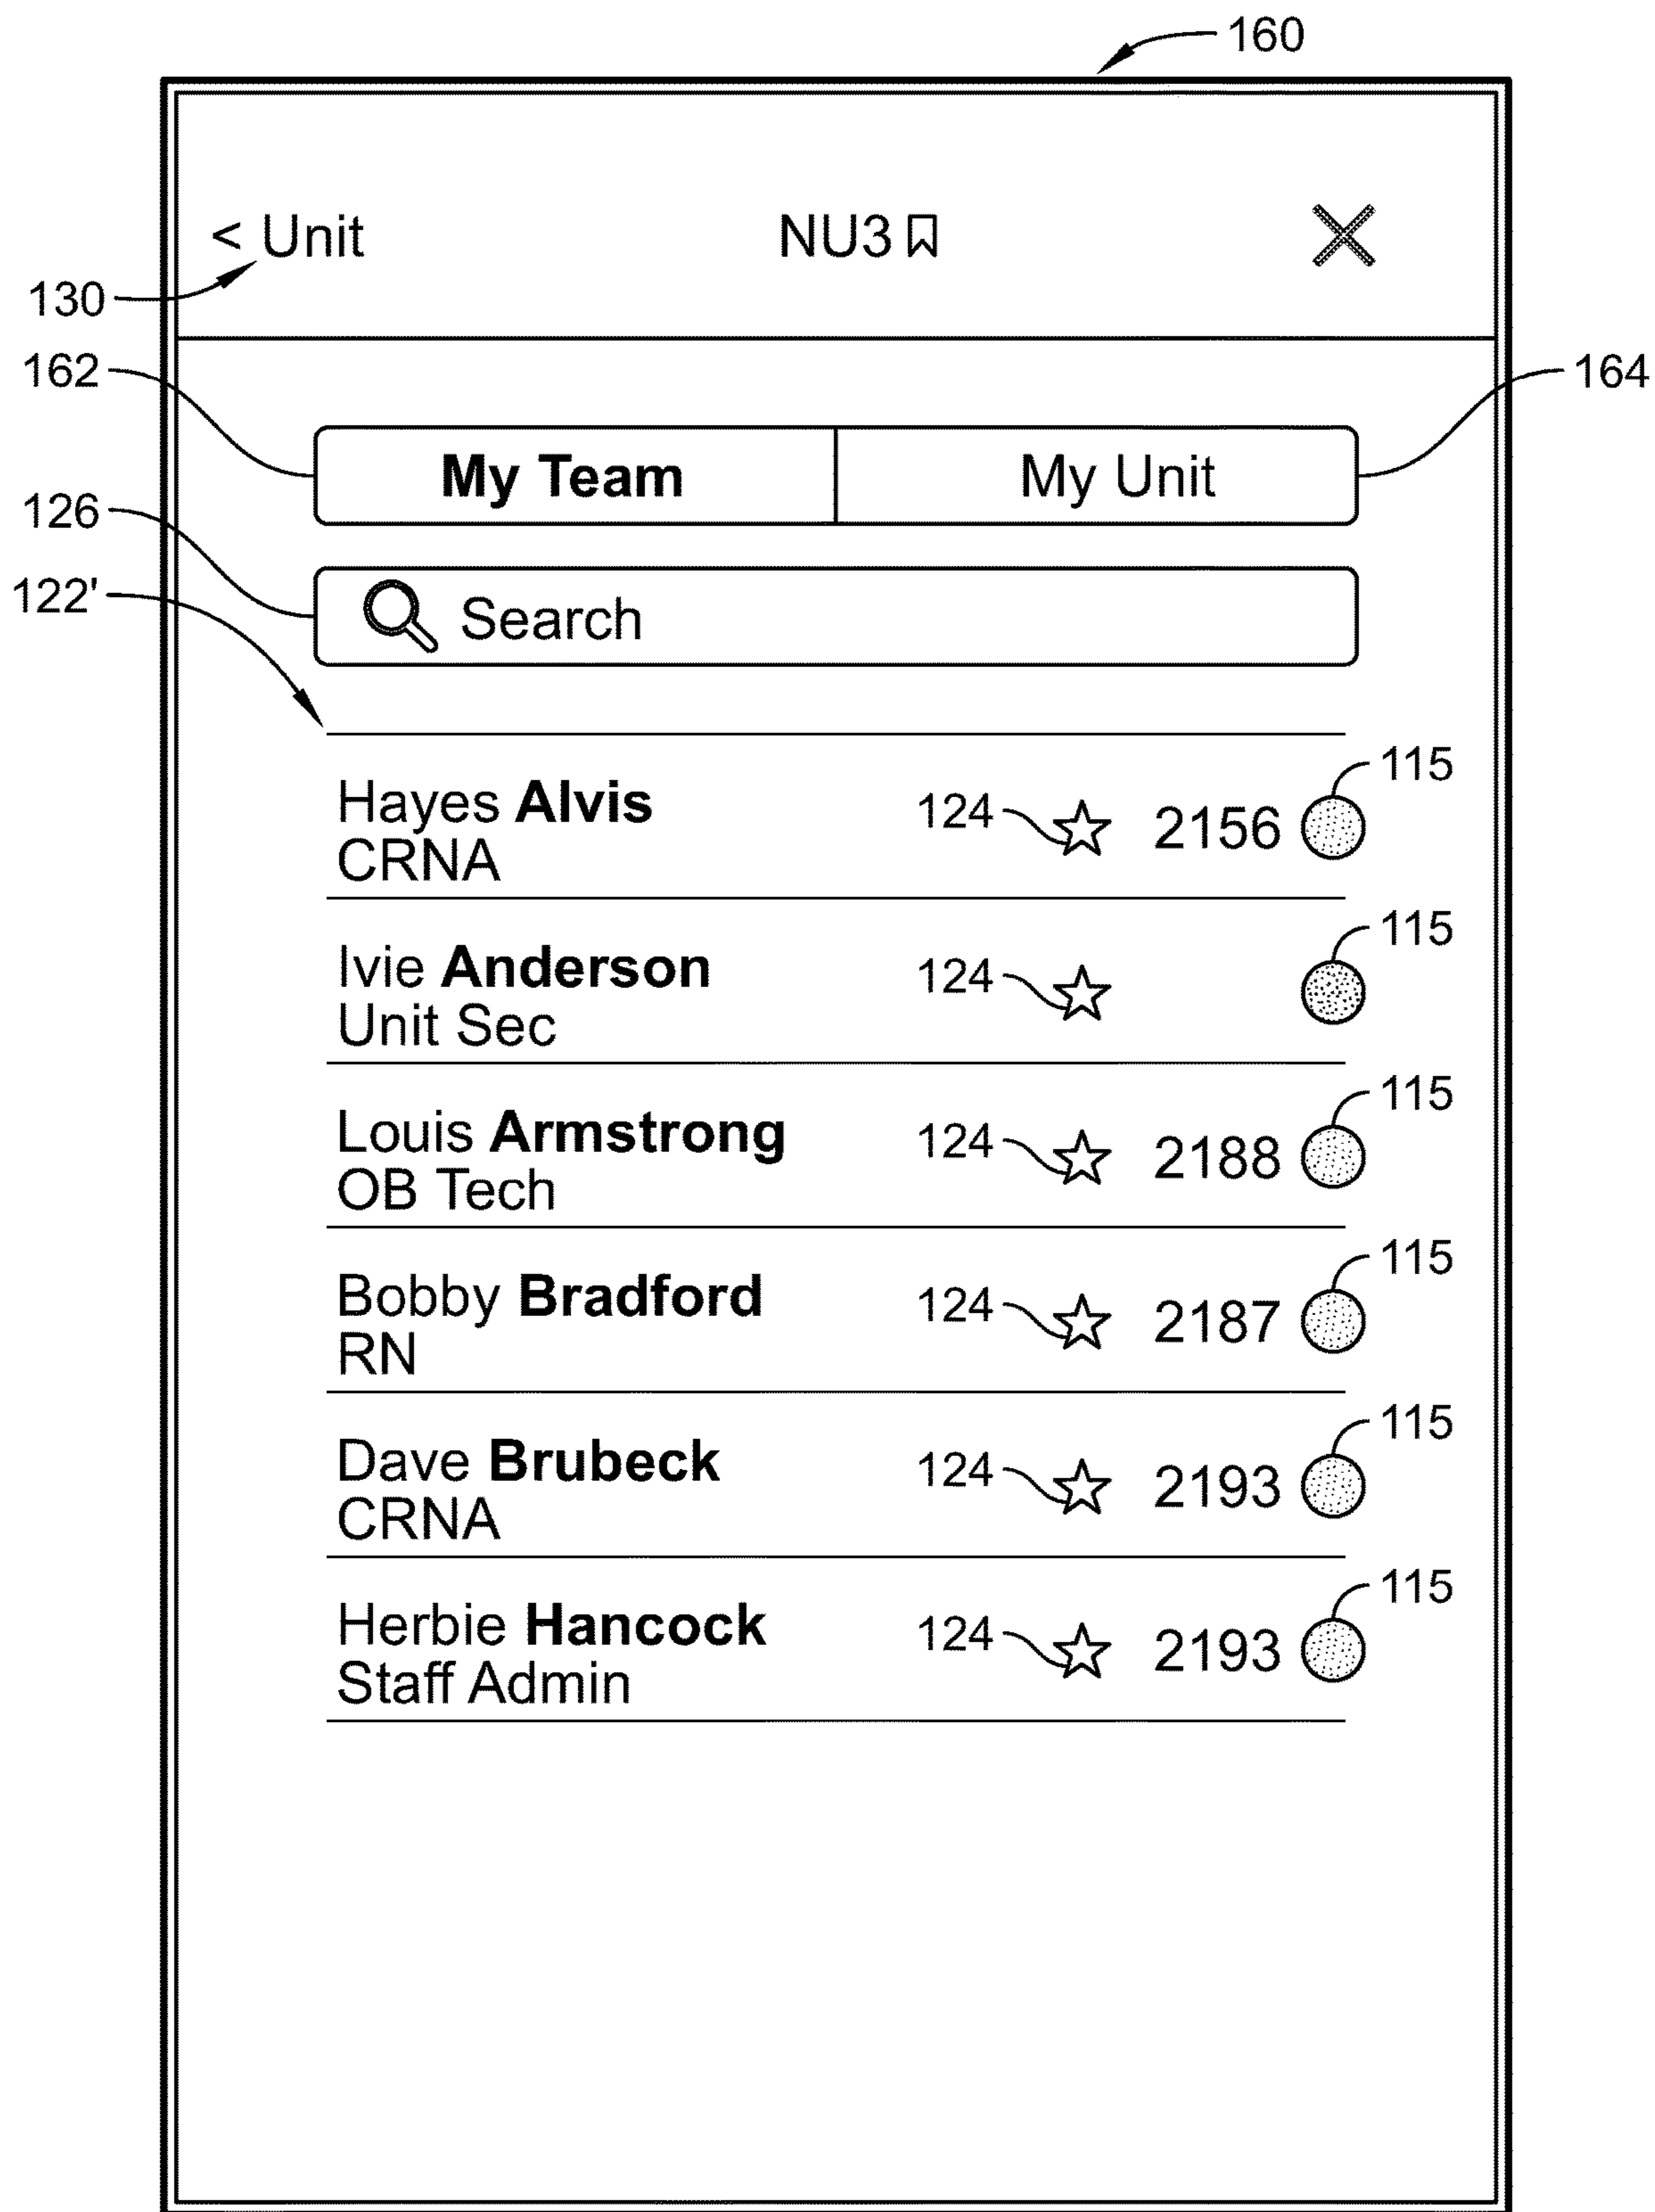 160
< Unit NU3
130
162 164
My Team My Unit
126
122'
Search
115
Hayes Alvis 124 2156
CRNA
115
Ivie Anderson 124
Unit Sec
115
Louis Armstrong 124 2188
OB Tech
115
Bobby Bradford 124 2187
RN
115
Dave Brubeck 124 2193
CRNA
115
Herbie Hancock 124 2193
Staff Admin